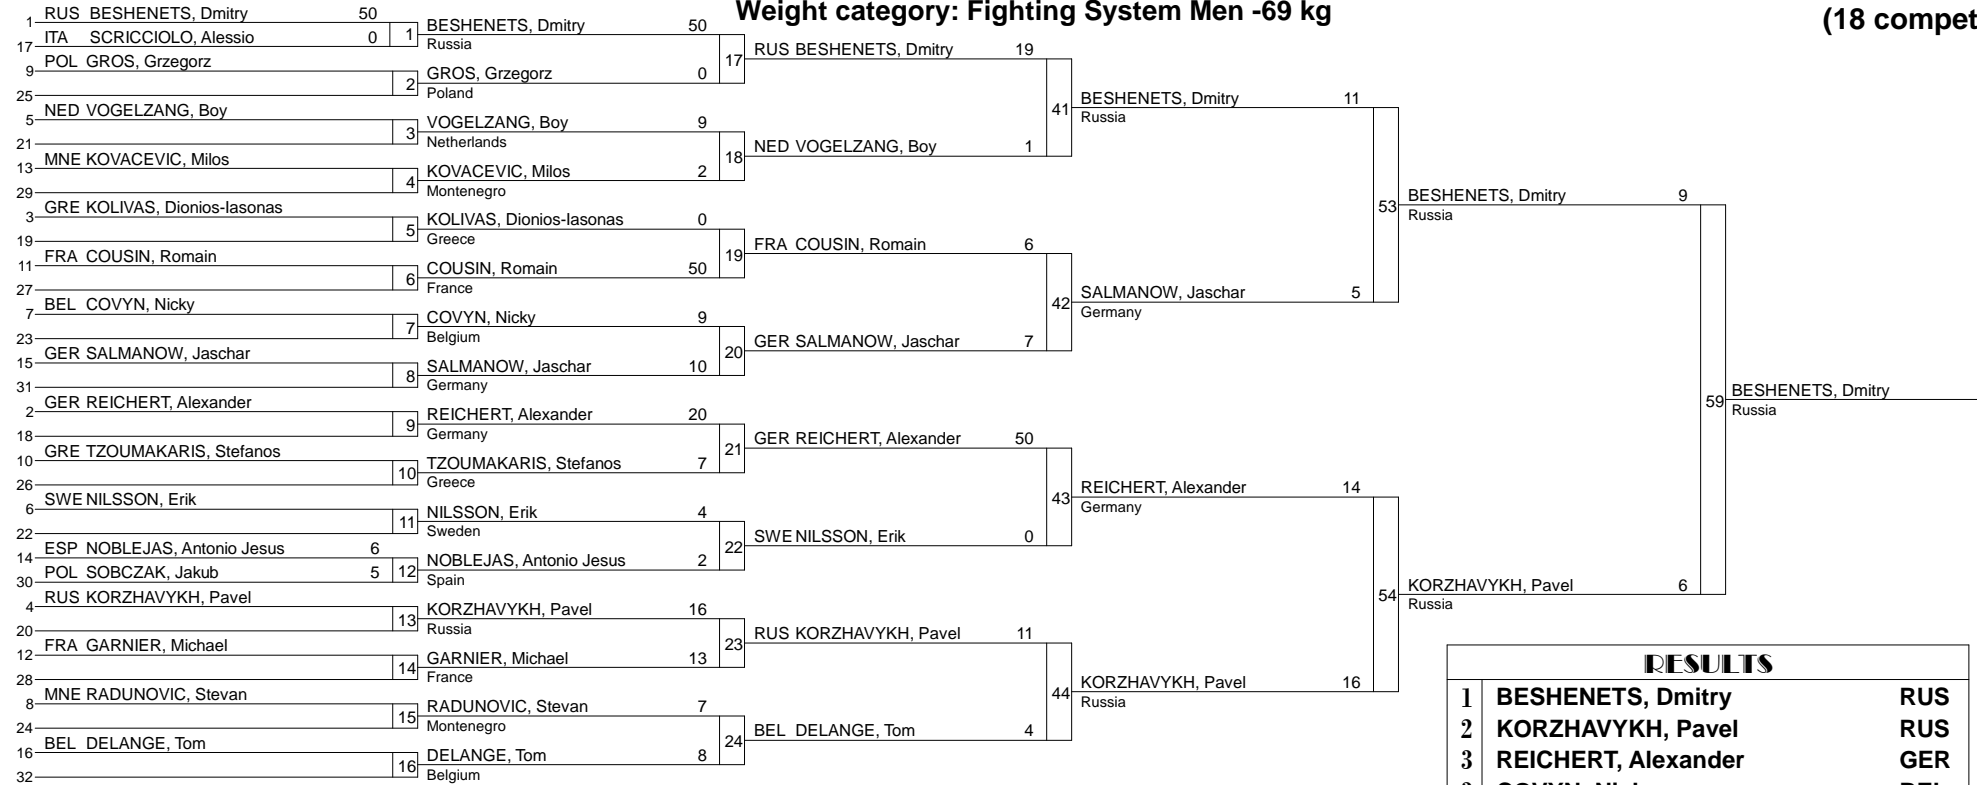 Weight category: Fighting System Men -69 kg
(18 compet
1 RUS BESHENETS, Dmitry 50
17 ITA SCRICCIOLO, Alessio 0
1
9 POL GROS, Grzegorz
25
2
5 NED VOGELZANG, Boy
21
3
13 MNE KOVACEVIC, Milos
29
4
3 GRE KOLIVAS, Dionios-Iasonas
19
5
11 FRA COUSIN, Romain
27
6
7 BEL COVYN, Nicky
23
7
15 GER SALMANOW, Jaschar
31
8
2 GER REICHERT, Alexander
18
9
10 GRE TZOUMAKARIS, Stefanos
26
10
6 SWE NILSSON, Erik
22
11
14 ESP NOBLEJAS, Antonio Jesus 6
30 POL SOBCZAK, Jakub 5
12
4 RUS KORZHAVYKH, Pavel
20
13
12 FRA GARNIER, Michael
28
14
8 MNE RADUNOVIC, Stevan
24
15
16 BEL DELANGE, Tom
32
16
BESHENETS, Dmitry 50
Russia
17
GROS, Grzegorz 0
Poland
VOGELZANG, Boy 9
Netherlands
18
KOVACEVIC, Milos 2
Montenegro
KOLIVAS, Dionios-Iasonas 0
Greece
19
COUSIN, Romain 50
France
COVYN, Nicky 9
Belgium
20
SALMANOW, Jaschar 10
Germany
REICHERT, Alexander 20
Germany
21
TZOUMAKARIS, Stefanos 7
Greece
NILSSON, Erik 4
Sweden
22
NOBLEJAS, Antonio Jesus 2
Spain
KORZHAVYKH, Pavel 16
Russia
23
GARNIER, Michael 13
France
RADUNOVIC, Stevan 7
Montenegro
24
DELANGE, Tom 8
Belgium
RUS BESHENETS, Dmitry 19
41
NED VOGELZANG, Boy 1
FRA COUSIN, Romain 6
42
GER SALMANOW, Jaschar 7
GER REICHERT, Alexander 50
43
SWE NILSSON, Erik 0
RUS KORZHAVYKH, Pavel 11
44
BEL DELANGE, Tom 4
BESHENETS, Dmitry 11
Russia
53
SALMANOW, Jaschar 5
Germany
REICHERT, Alexander 14
Germany
54
KORZHAVYKH, Pavel 16
Russia
BESHENETS, Dmitry 9
Russia
59
KORZHAVYKH, Pavel 6
Russia
BESHENETS, Dmitry
Russia
RESULTS
1 BESHENETS, Dmitry RUS
2 KORZHAVYKH, Pavel RUS
3 REICHERT, Alexander GER